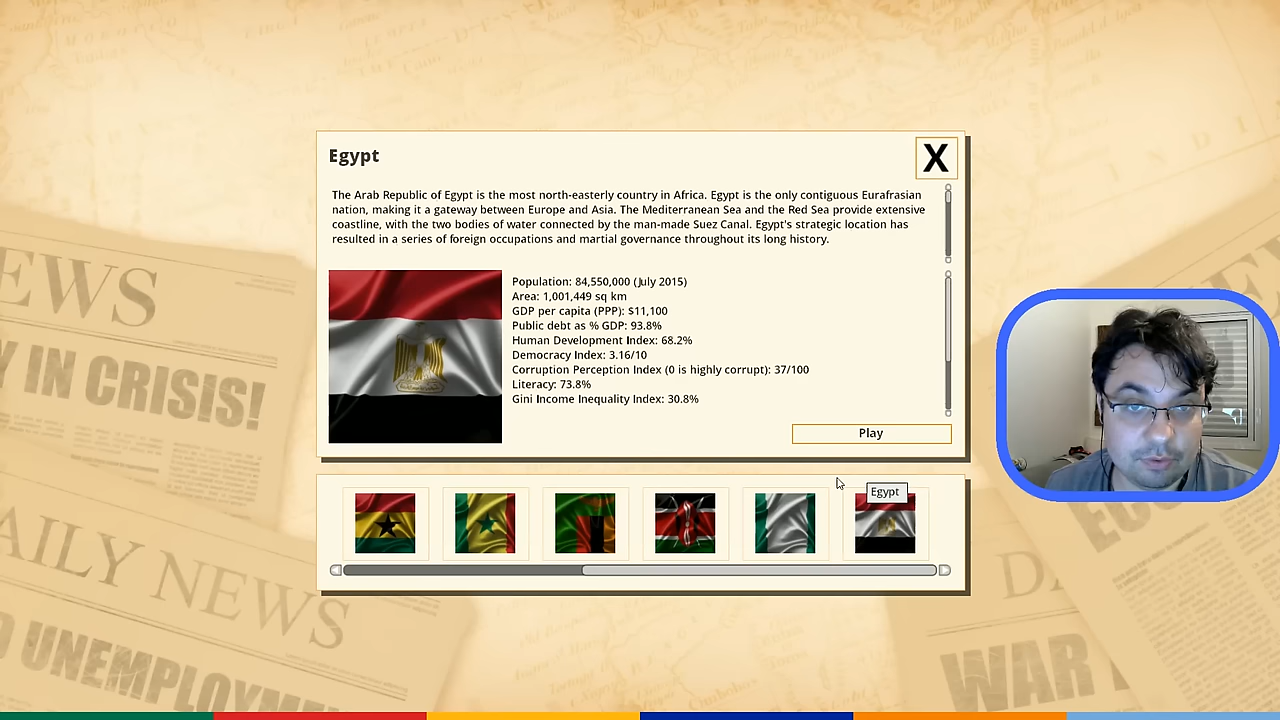 Egypt
X
The Arab Republic of Egypt is the most north-easterly country in Africa. Egypt is the only contiguous Eurafrasian
nation, making it a gateway between Europe and Asia. The Mediterranean Sea and the Red Sea provide extensive
coastline, with the two bodies of water connected by the man-made Suez Canal. Egypt's strategic location has
resulted in a series of foreign occupations and martial governance throughout its long history.
Population: 84,550,000 (July 2015)
Area: 1,001,449 sq km
GDP per capita (PPP): $11,100
Public debt as % GDP: 93.8%
Human Development Index: 68.2%
Democracy Index: 3.16/10
Corruption Perception Index (0 is highly corrupt): 37/100
Literacy: 73.8%
Gini Income Inequality Index: 30.8%
Play
Egypt
EWS
Y IN CRISIS!
AILY NEWS
UNEMPLOYM
WAR